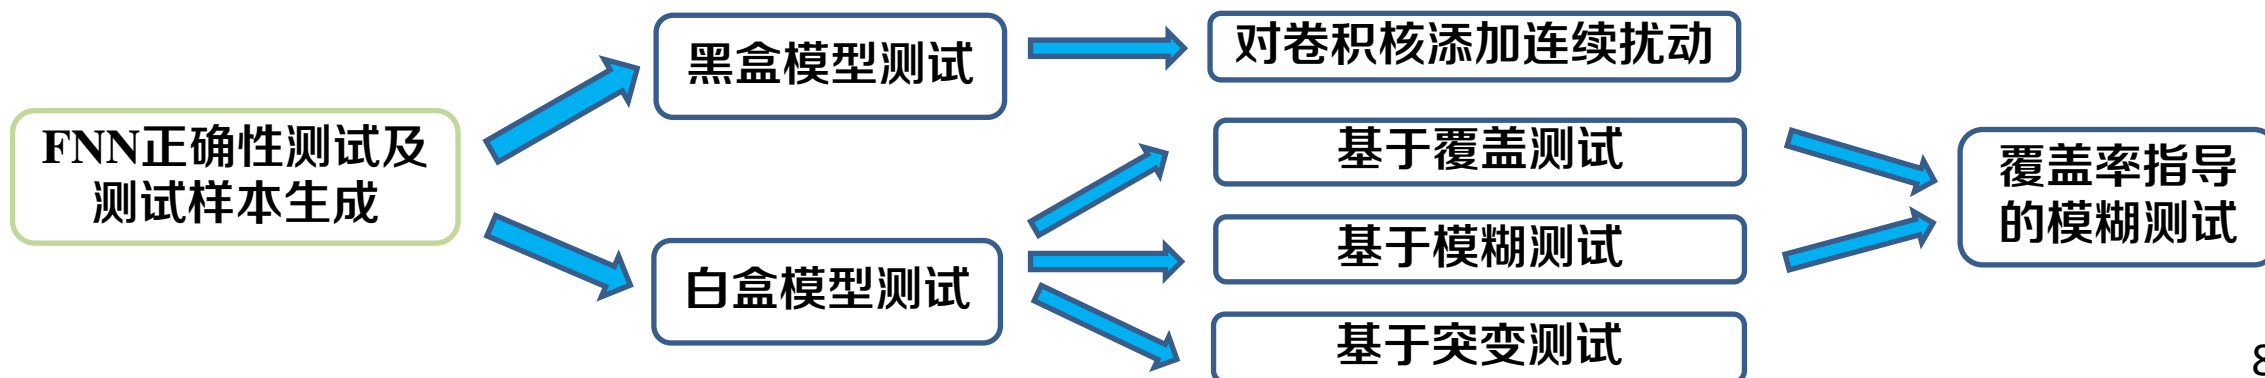 FNN正确性测试及
测试样本生成
黑盒模型测试
白盒模型测试
对卷积核添加连续扰动
基于覆盖测试
基于模糊测试
基于突变测试
覆盖率指导
的模糊测试
8